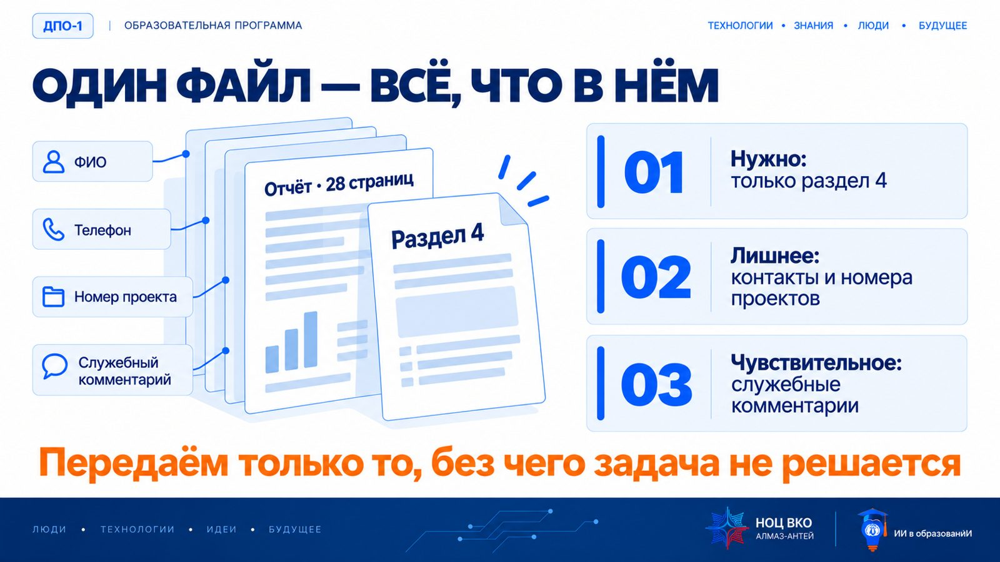 ДПО-1
ОБРАЗОВАТЕЛЬНАЯ ПРОГРАММА
ТЕХНОЛОГИИ • ЗНАНИЯ • ЛЮДИ • БУДУЩЕЕ
ОДИН ФАЙЛ — ВСЁ, ЧТО В НЁМ
ФИО
Телефон
Номер проекта
Служебный
комментарий
Отчёт · 28 страниц
Раздел 4
01
Нужно:
только раздел 4
02
Лишнее:
контакты и номера
проектов
03
Чувствительное:
служебные
комментарии
Передаём только то, без чего задача не решается
ЛЮДИ • ТЕХНОЛОГИИ • ИДЕИ • БУДУЩЕЕ
НОЦ ВКО
АЛМАЗ-АНТЕЙ
ИИ в образованИИ